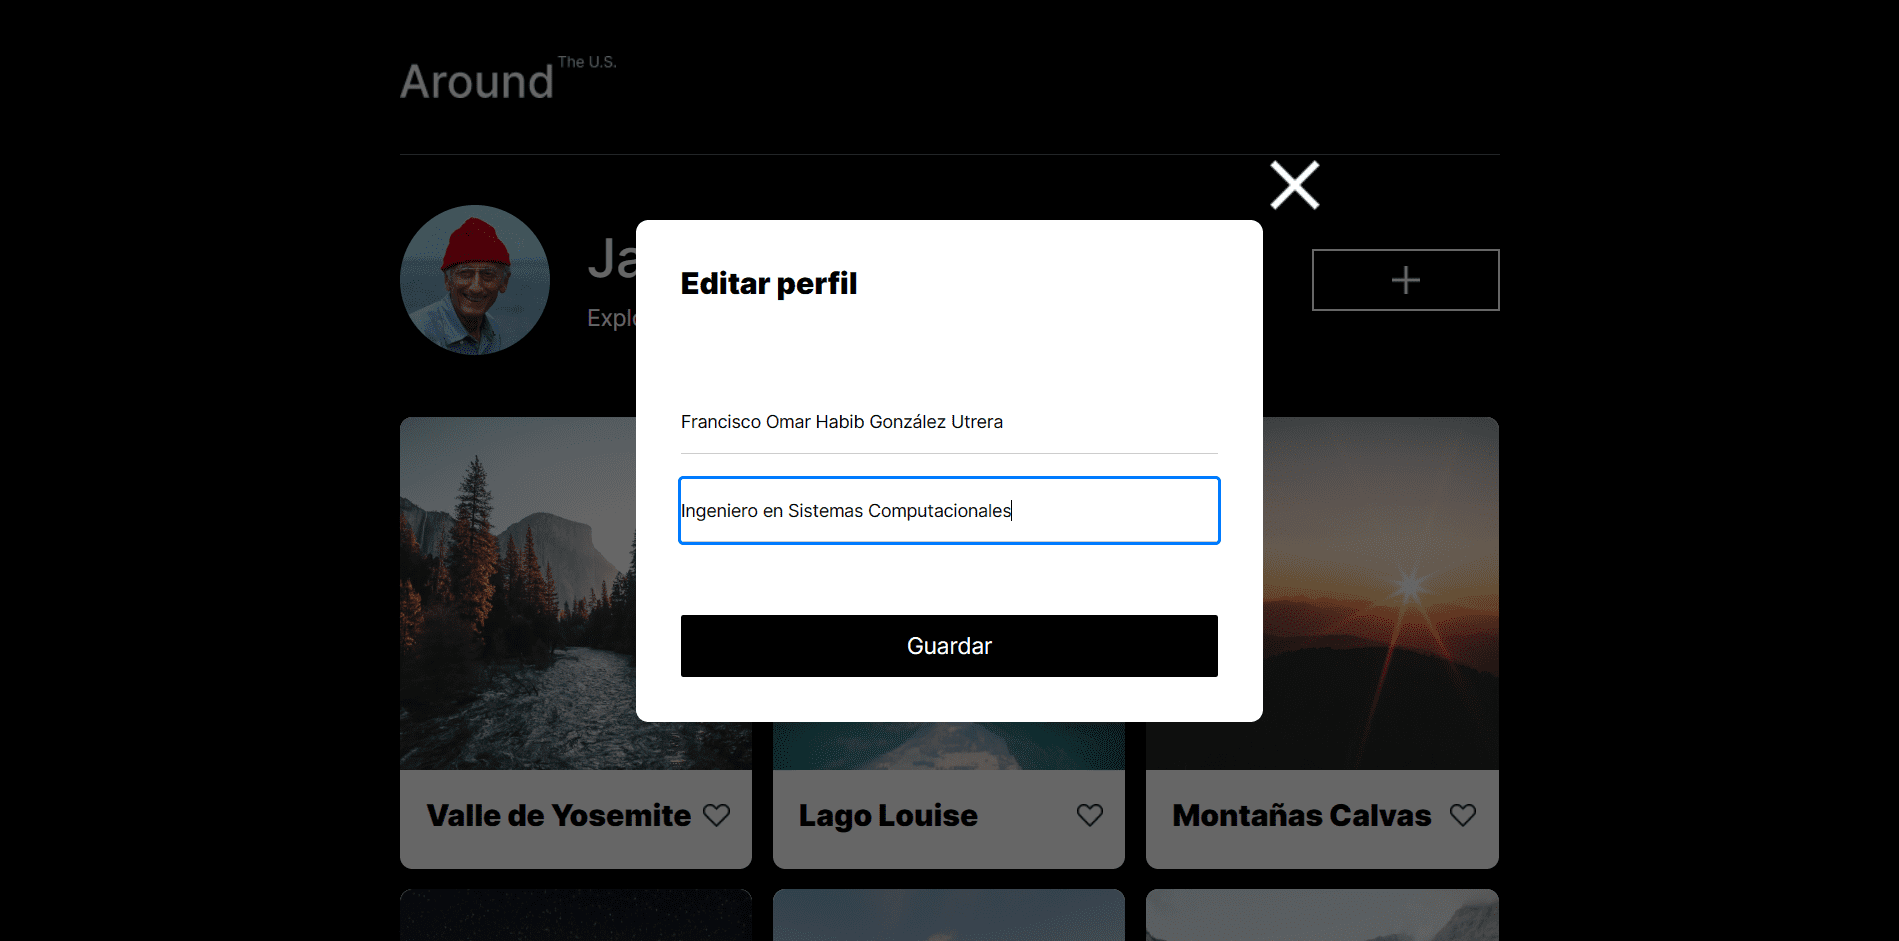 Around The U.S.
Ja
Explo
Editar perfil
Francisco Omar Habib González Utrera
Ingeniero en Sistemas Computacionales
Guardar
Valle de Yosemite
Lago Louise
Montañas Calvas